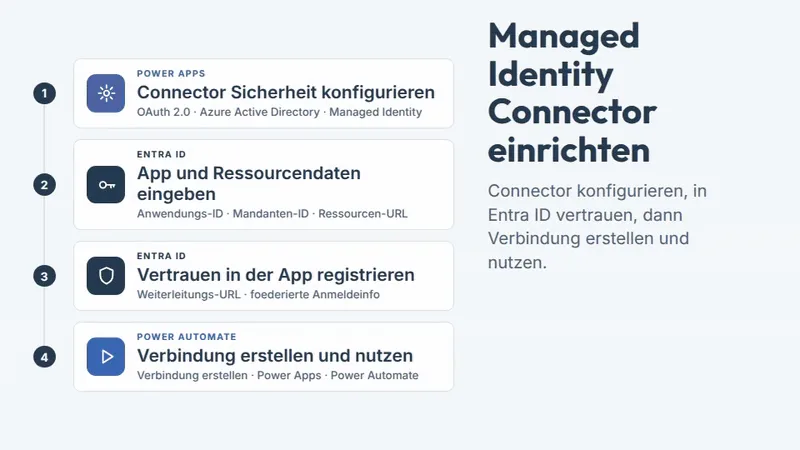 Managed
Identity
Connector
einrichten
Connector konfigurieren, in
Entra ID vertrauen, dann
Verbindung erstellen und
nutzen.
1
POWER APPS
Connector Sicherheit konfigurieren
OAuth 2.0 · Azure Active Directory · Managed Identity
2
ENTRA ID
App und Ressourcendaten
eingeben
Anwendungs-ID · Mandanten-ID · Ressourcen-URL
3
ENTRA ID
Vertrauen in der App registrieren
Weiterleitungs-URL · foederierte Anmeldeinfo
4
POWER AUTOMATE
Verbindung erstellen und nutzen
Verbindung erstellen · Power Apps · Power Automate